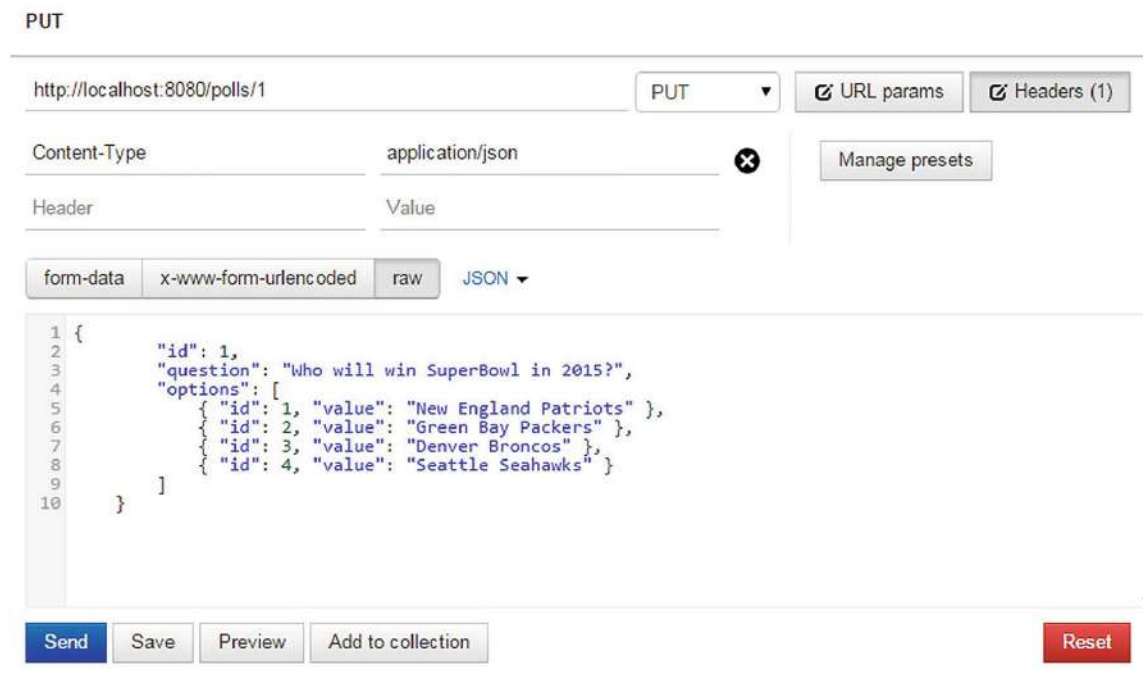 PUT
http://localhost:8080/polls/1 PUT URL params Headers (1)
Content-Type application/json Manage presets
Header Value
form-data x-www-form-urlencoded raw JSON
1 {
2 "id": 1,
3 "question": "Who will win SuperBowl in 2015?",
4 "options": [
5 { "id": 1, "value": "New England Patriots" },
6 { "id": 2, "value": "Green Bay Packers" },
7 { "id": 3, "value": "Denver Broncos" },
8 { "id": 4, "value": "Seattle Seahawks" }
9 ]
10 }
Send Save Preview Add to collection Reset